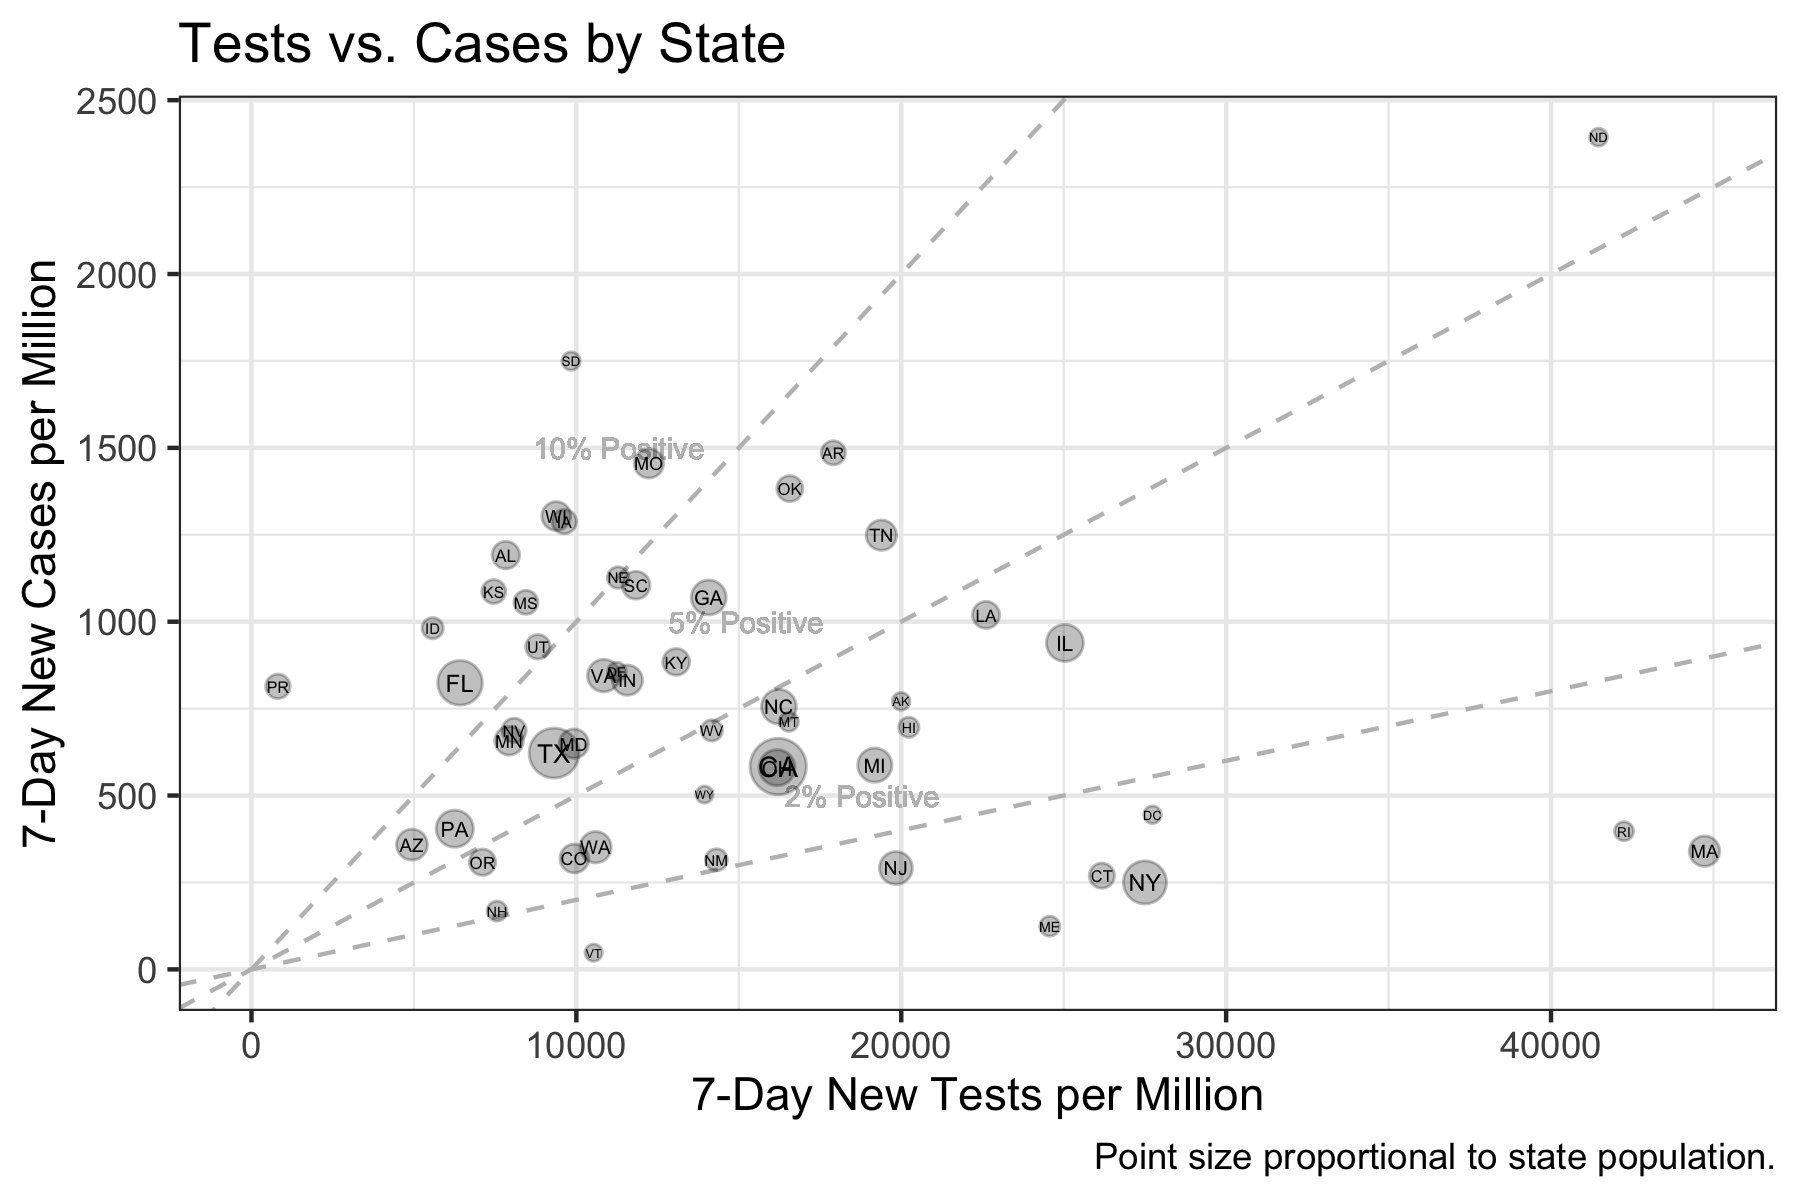 Tests vs. Cases by State
7-Day New Cases per Million
2500
2000
1500
1000
500
0
ND
SD
10% Positive
MO
AR
OK
WI
IA
TN
AL
NE
SC
KS
MS
GA
LA
5% Positive
ID
UT
IL
KY
VA
DE
IN
FL
PR
NC
MT
AK
HI
NV
MN
WV
TX
MD
CA
OH
MI
WY
2% Positive
DC
PA
AZ
RI
WA
MA
OR
CO
NM
NJ
CT
NY
NH
ME
VT
0
10000
20000
30000
40000
7-Day New Tests per Million
Point size proportional to state population.